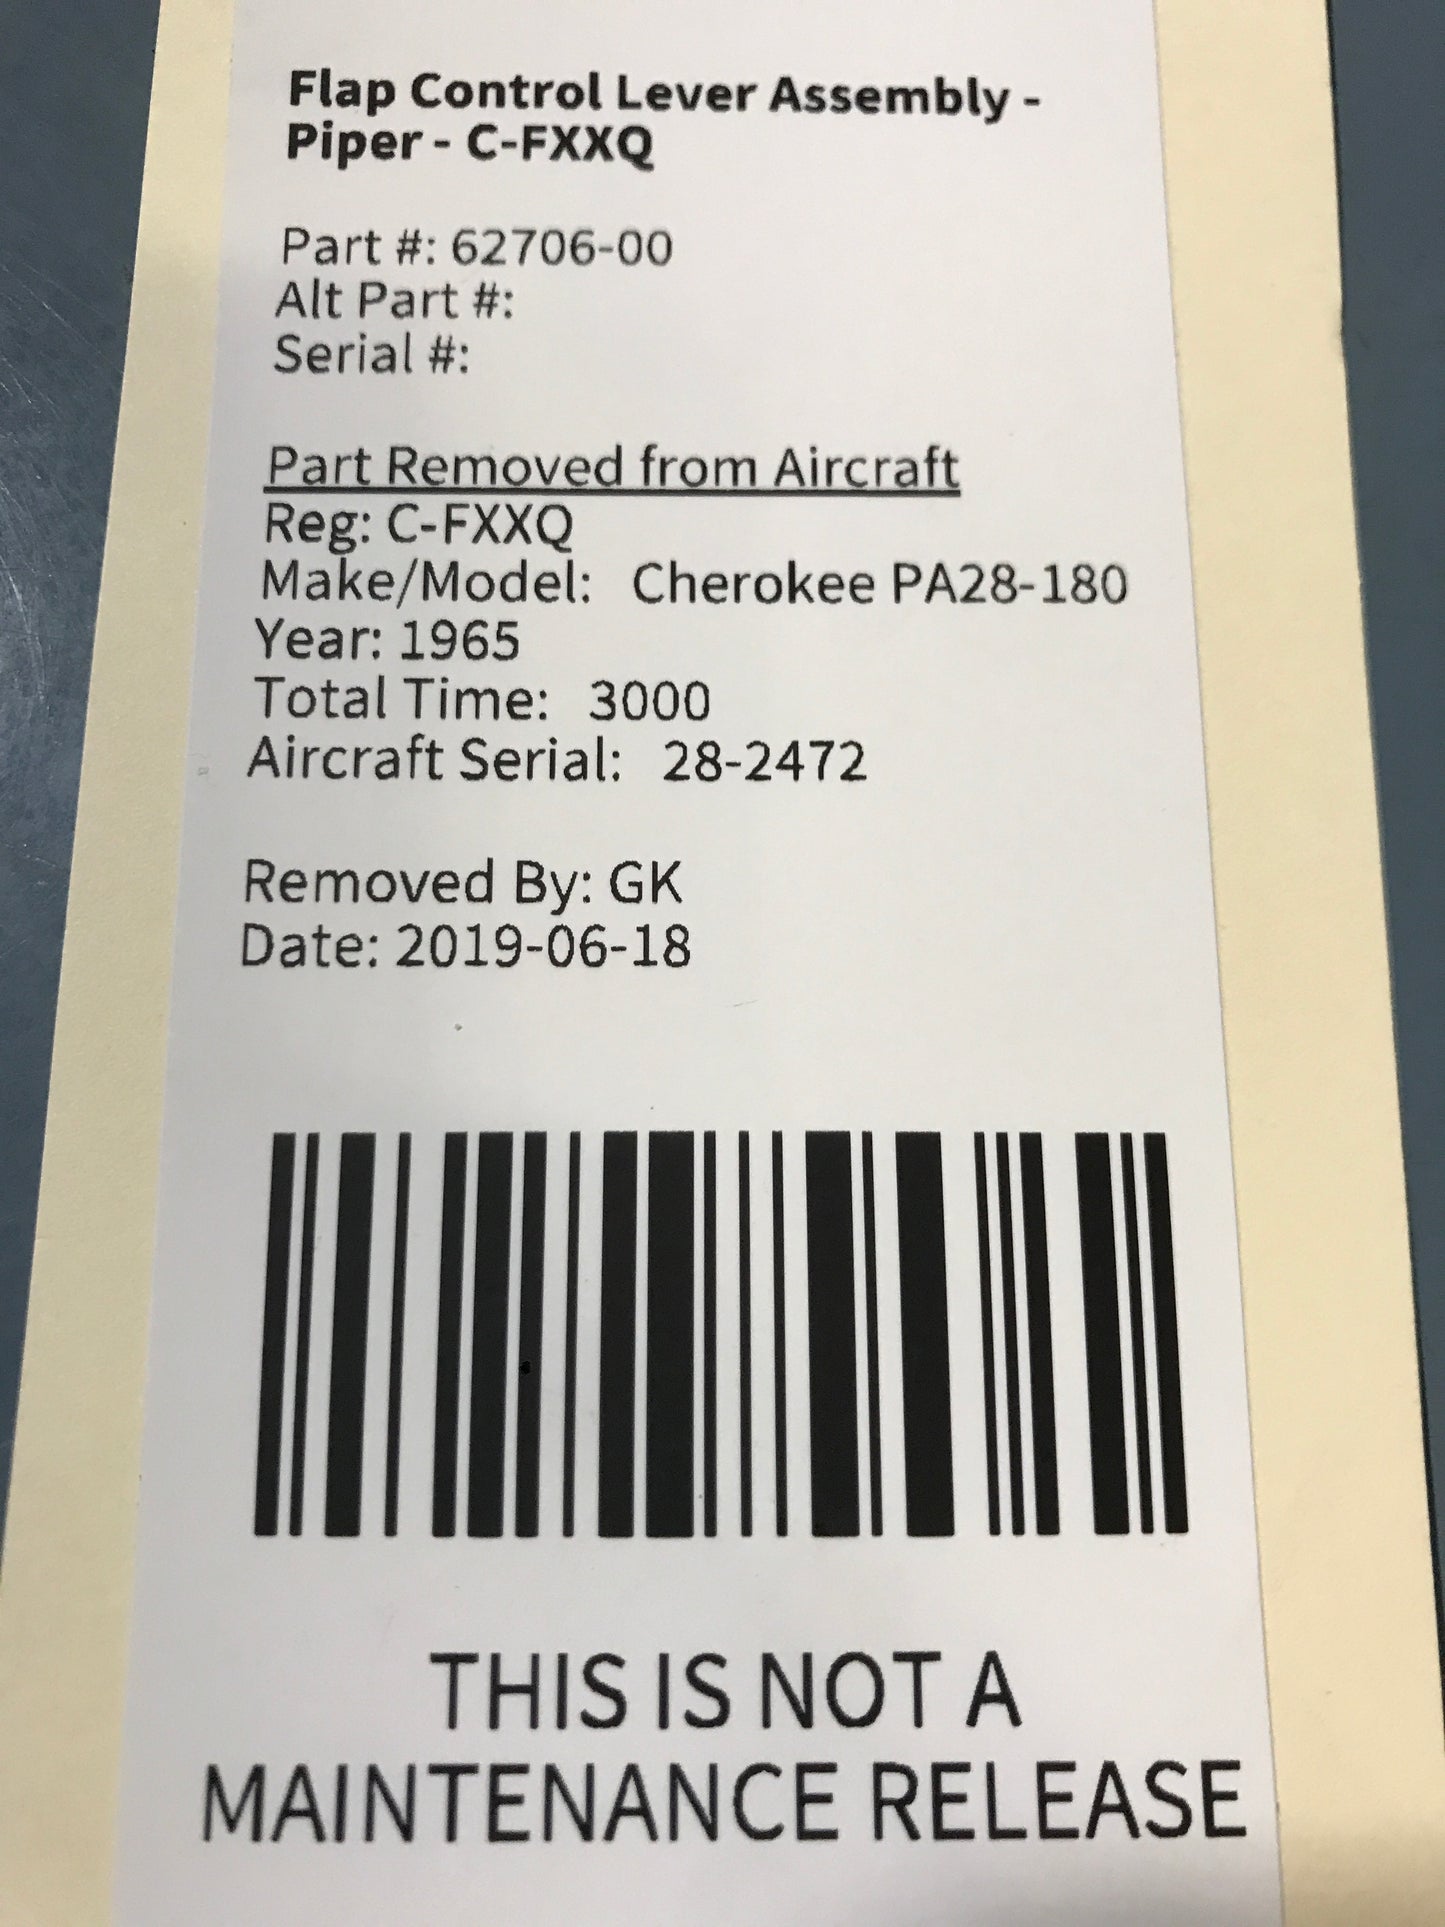 Flap Control Lever Assembly -
Piper - C-FXXQ
Part #: 62706-00
Alt Part #:
Serial #:
Part Removed from Aircraft
Reg: C-FXXQ
Make/Model: Cherokee PA28-180
Year: 1965
Total Time: 3000
Aircraft Serial: 28-2472
Removed By: GK
Date: 2019-06-18
THIS IS NOT A
MAINTENANCE RELEASE